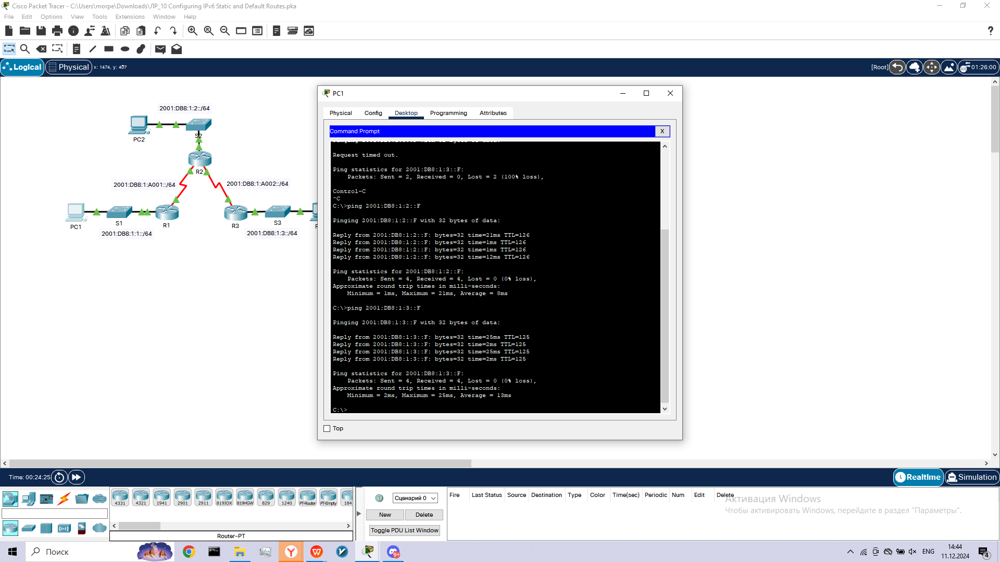 Cisco Packet Tracer - C:\Users\morpe\Downloads\ЛР_10 Configuring IPv6 Static and Default Routes.pka
File Edit Options View Tools Extensions Window Help
Logical Physical x: 1474, y: 407 [Root] 01:26:00
2001:DB8:1:2::/64
PC2
S2
R2
2001:DB8:1:A001::/64
2001:DB8:1:A002::/64
PC1
S1
R1
R3
S3
2001:DB8:1:1::/64
2001:DB8:1:3::/64
PC1
Physical Config Desktop Programming Attributes
Command Prompt X
Request timed out.
Ping statistics for 2001:DB8:1:3::F:
Packets: Sent = 2, Received = 0, Lost = 2 (100% loss),
Control-C
^C
C:\>ping 2001:DB8:1:2::F
Pinging 2001:DB8:1:2::F with 32 bytes of data:
Reply from 2001:DB8:1:2::F: bytes=32 time=21ms TTL=126
Reply from 2001:DB8:1:2::F: bytes=32 time=1ms TTL=126
Reply from 2001:DB8:1:2::F: bytes=32 time=1ms TTL=126
Reply from 2001:DB8:1:2::F: bytes=32 time=12ms TTL=126
Ping statistics for 2001:DB8:1:2::F:
Packets: Sent = 4, Received = 4, Lost = 0 (0% loss),
Approximate round trip times in milli-seconds:
Minimum = 1ms, Maximum = 21ms, Average = 8ms
C:\>ping 2001:DB8:1:3::F
Pinging 2001:DB8:1:3::F with 32 bytes of data:
Reply from 2001:DB8:1:3::F: bytes=32 time=25ms TTL=125
Reply from 2001:DB8:1:3::F: bytes=32 time=2ms TTL=125
Reply from 2001:DB8:1:3::F: bytes=32 time=25ms TTL=125
Reply from 2001:DB8:1:3::F: bytes=32 time=2ms TTL=125
Ping statistics for 2001:DB8:1:3::F:
Packets: Sent = 4, Received = 4, Lost = 0 (0% loss),
Approximate round trip times in milli-seconds:
Minimum = 2ms, Maximum = 25ms, Average = 13ms
C:\>
Top
Time: 00:24:25 Realtime Simulation
4331 4321 1941 2901 2911 819IOX 819HGW 829 1240 PT-Router PT-Empty 184
Router-PT
Сценарий 0
New Delete
Toggle PDU List Window
Fire Last Status Source Destination Type Color Time(sec) Periodic Num Edit Delete
Активация Windows
Чтобы активировать Windows, перейдите в раздел "Параметры".
Поиск
9+
ENG
14:44
11.12.2024
4